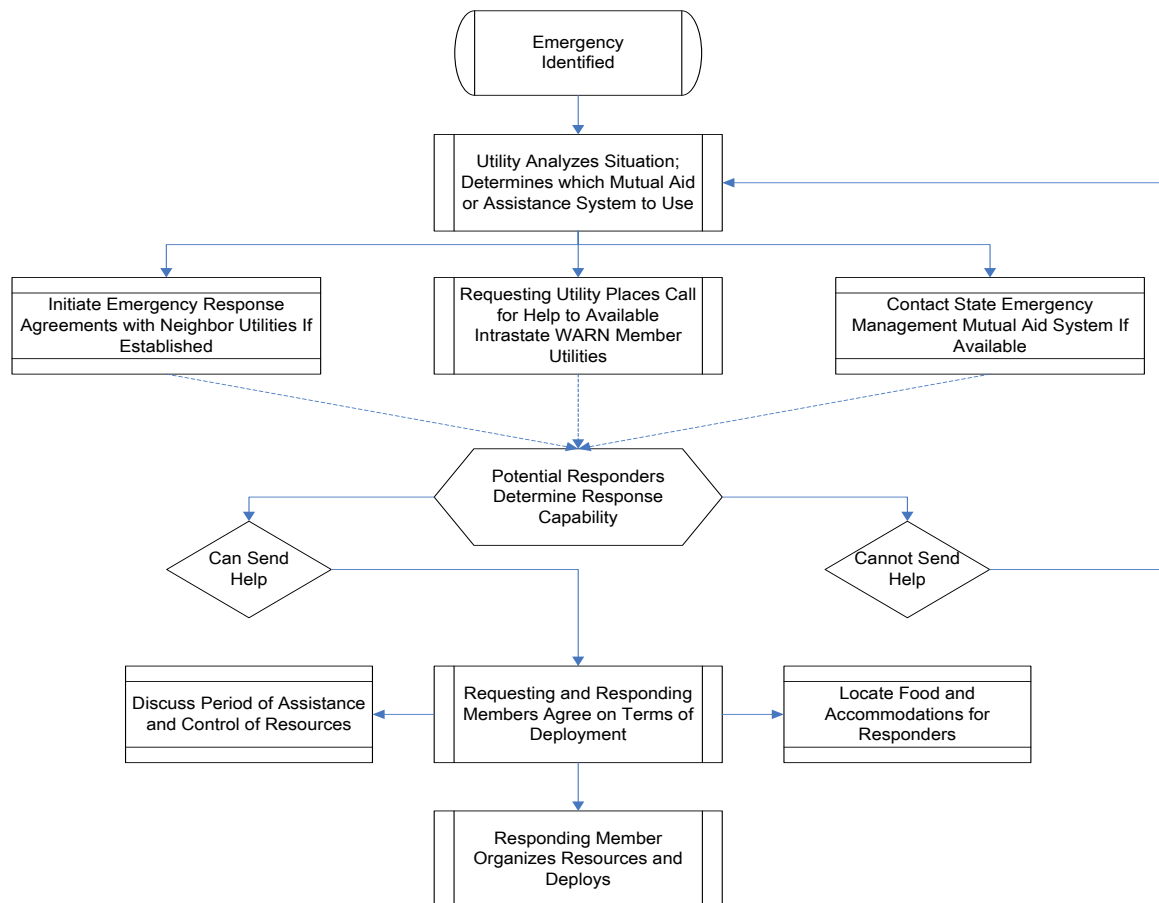 Emergency
Identified
Utility Analyzes Situation;
Determines which Mutual Aid
or Assistance System to Use
Initiate Emergency Response
Agreements with Neighbor Utilities If
Established
Requesting Utility Places Call
for Help to Available
Intrastate WARN Member
Utilities
Contact State Emergency
Management Mutual Aid System If
Available
Potential Responders
Determine Response
Capability
Can Send
Help
Cannot Send
Help
Discuss Period of Assistance
and Control of Resources
Requesting and Responding
Members Agree on Terms of
Deployment
Locate Food and
Accommodations for
Responders
Responding Member
Organizes Resources and
Deploys